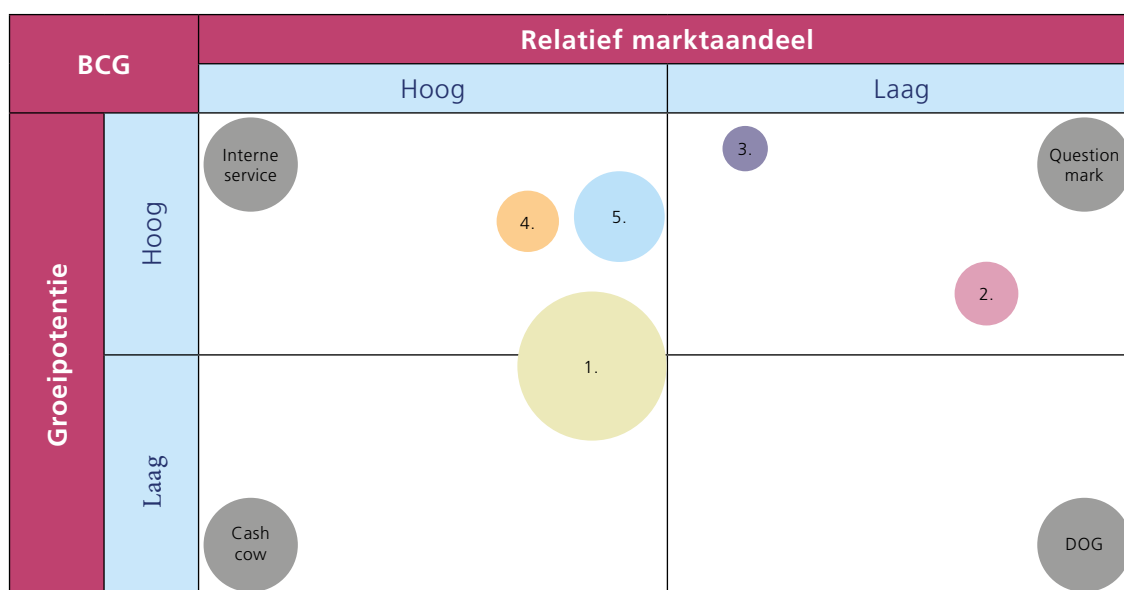 BCG
Relatief marktaandeel
Hoog
Laag
Groeipotentie
Hoog
Laag
Interne
service
3.
Question
mark
4.
5.
2.
1.
Cash
cow
DOG